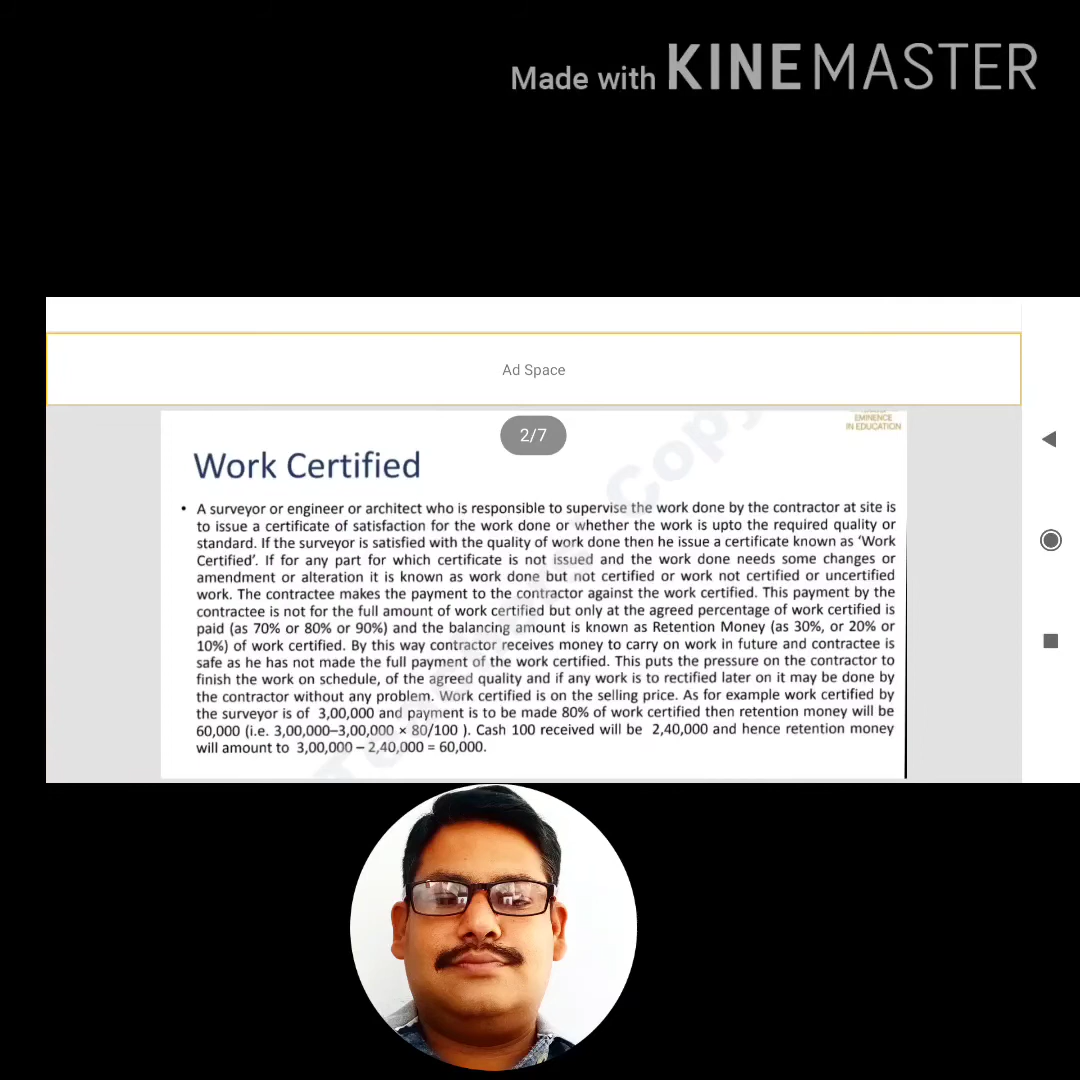 Made with KINEMASTER
Ad Space
EMINENCE
IN EDUCATION
2/7
Work Certified
• A surveyor or engineer or architect who is responsible to supervise the work done by the contractor at site is
to issue a certificate of satisfaction for the work done or whether the work is upto the required quality or
standard. If the surveyor is satisfied with the quality of work done then he issue a certificate known as ‘Work
Certified’. If for any part for which certificate is not issued and the work done needs some changes or
amendment or alteration it is known as work done but not certified or work not certified or uncertified
work. The contractee makes the payment to the contractor against the work certified. This payment by the
contractee is not for the full amount of work certified but only at the agreed percentage of work certified is
paid (as 70% or 80% or 90%) and the balancing amount is known as Retention Money (as 30%, or 20% or
10%) of work certified. By this way contractor receives money to carry on work in future and contractee is
safe as he has not made the full payment of the work certified. This puts the pressure on the contractor to
finish the work on schedule, of the agreed quality and if any work is to rectified later on it may be done by
the contractor without any problem. Work certified is on the selling price. As for example work certified by
the surveyor is of 3,00,000 and payment is to be made 80% of work certified then retention money will be
60,000 (i.e. 3,00,000–3,00,000 × 80/100 ). Cash 100 received will be 2,40,000 and hence retention money
will amount to 3,00,000 – 2,40,000 = 60,000.